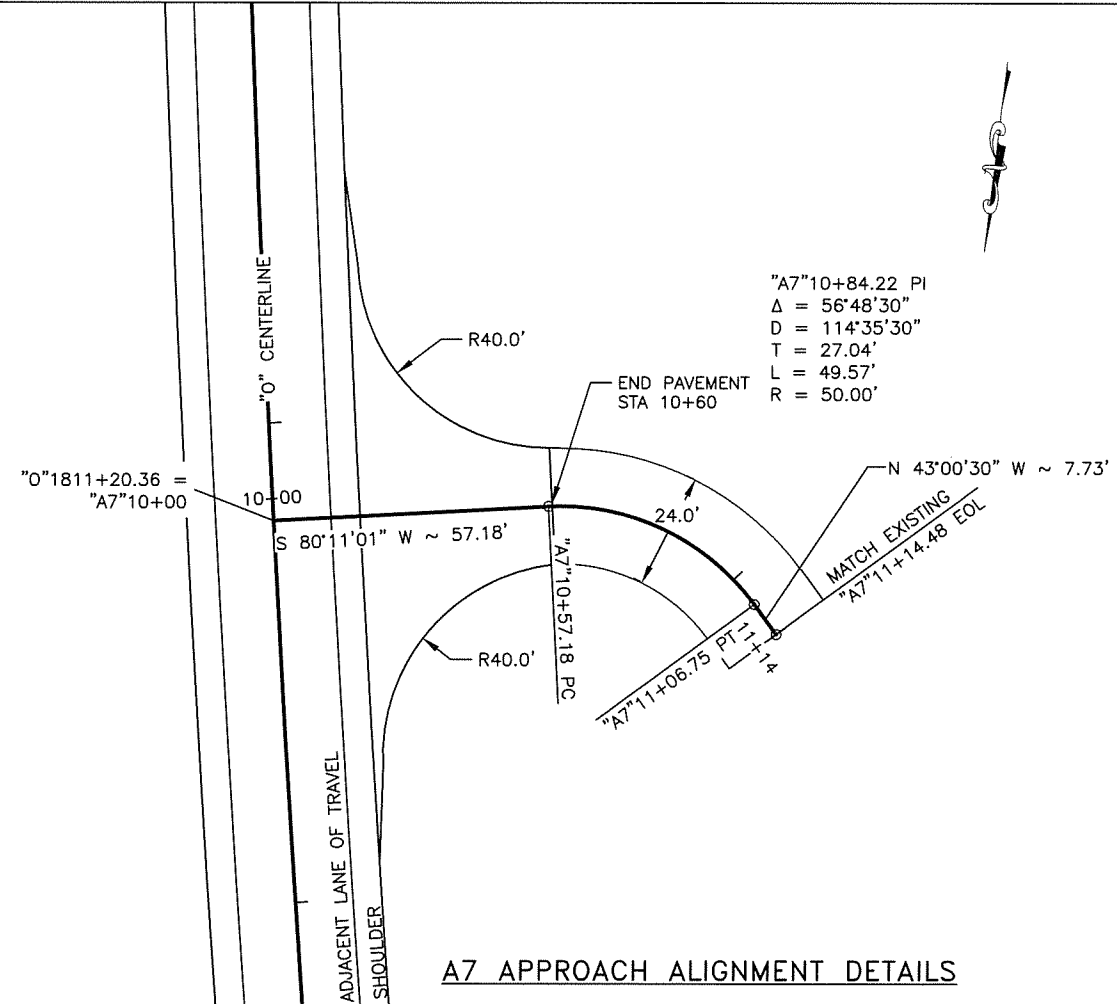 "O" CENTERLINE
R40.0'
"A7"10+84.22 PI
Δ = 56°48'30"
D = 114°35'30"
T = 27.04'
L = 49.57'
R = 50.00'
END PAVEMENT
STA 10+60
"O"1811+20.36 =
"A7"10+00
10+00
S 80°11'01" W ~ 57.18'
24.0'
N 43°00'30" W ~ 7.73'
MATCH EXISTING
"A7"11+14.48 EOL
"A7"10+57.18 PC
"A7"11+06.75 PT
11+14
R40.0'
ADJACENT LANE OF TRAVEL
SHOULDER
A7 APPROACH ALIGNMENT DETAILS